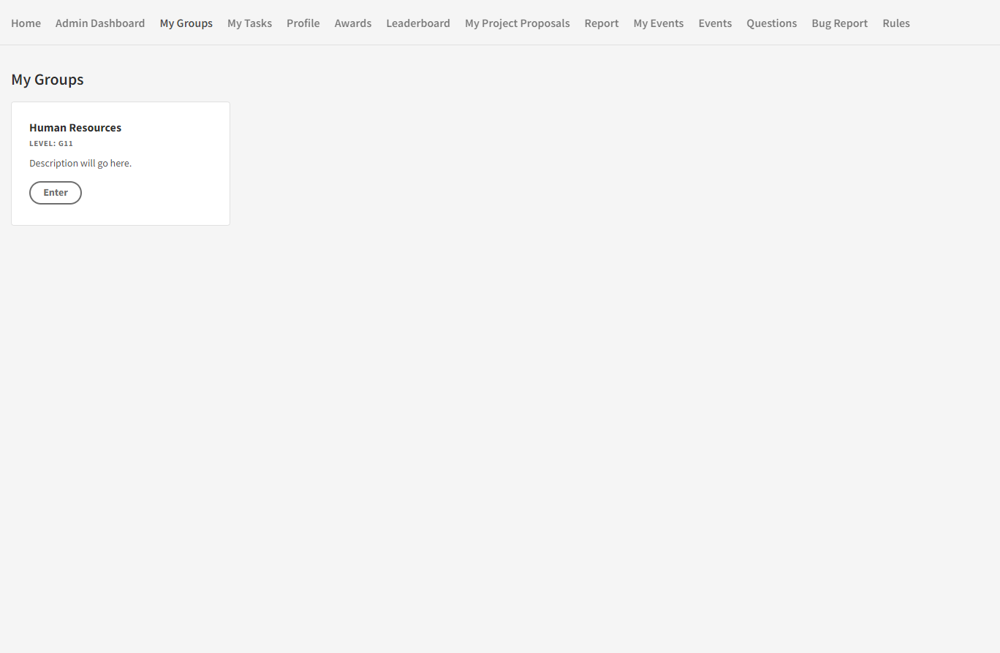 Home Admin Dashboard My Groups My Tasks Profile Awards Leaderboard My Project Proposals Report My Events Events Questions Bug Report Rules
My Groups
Human Resources
LEVEL: G11
Description will go here.
Enter